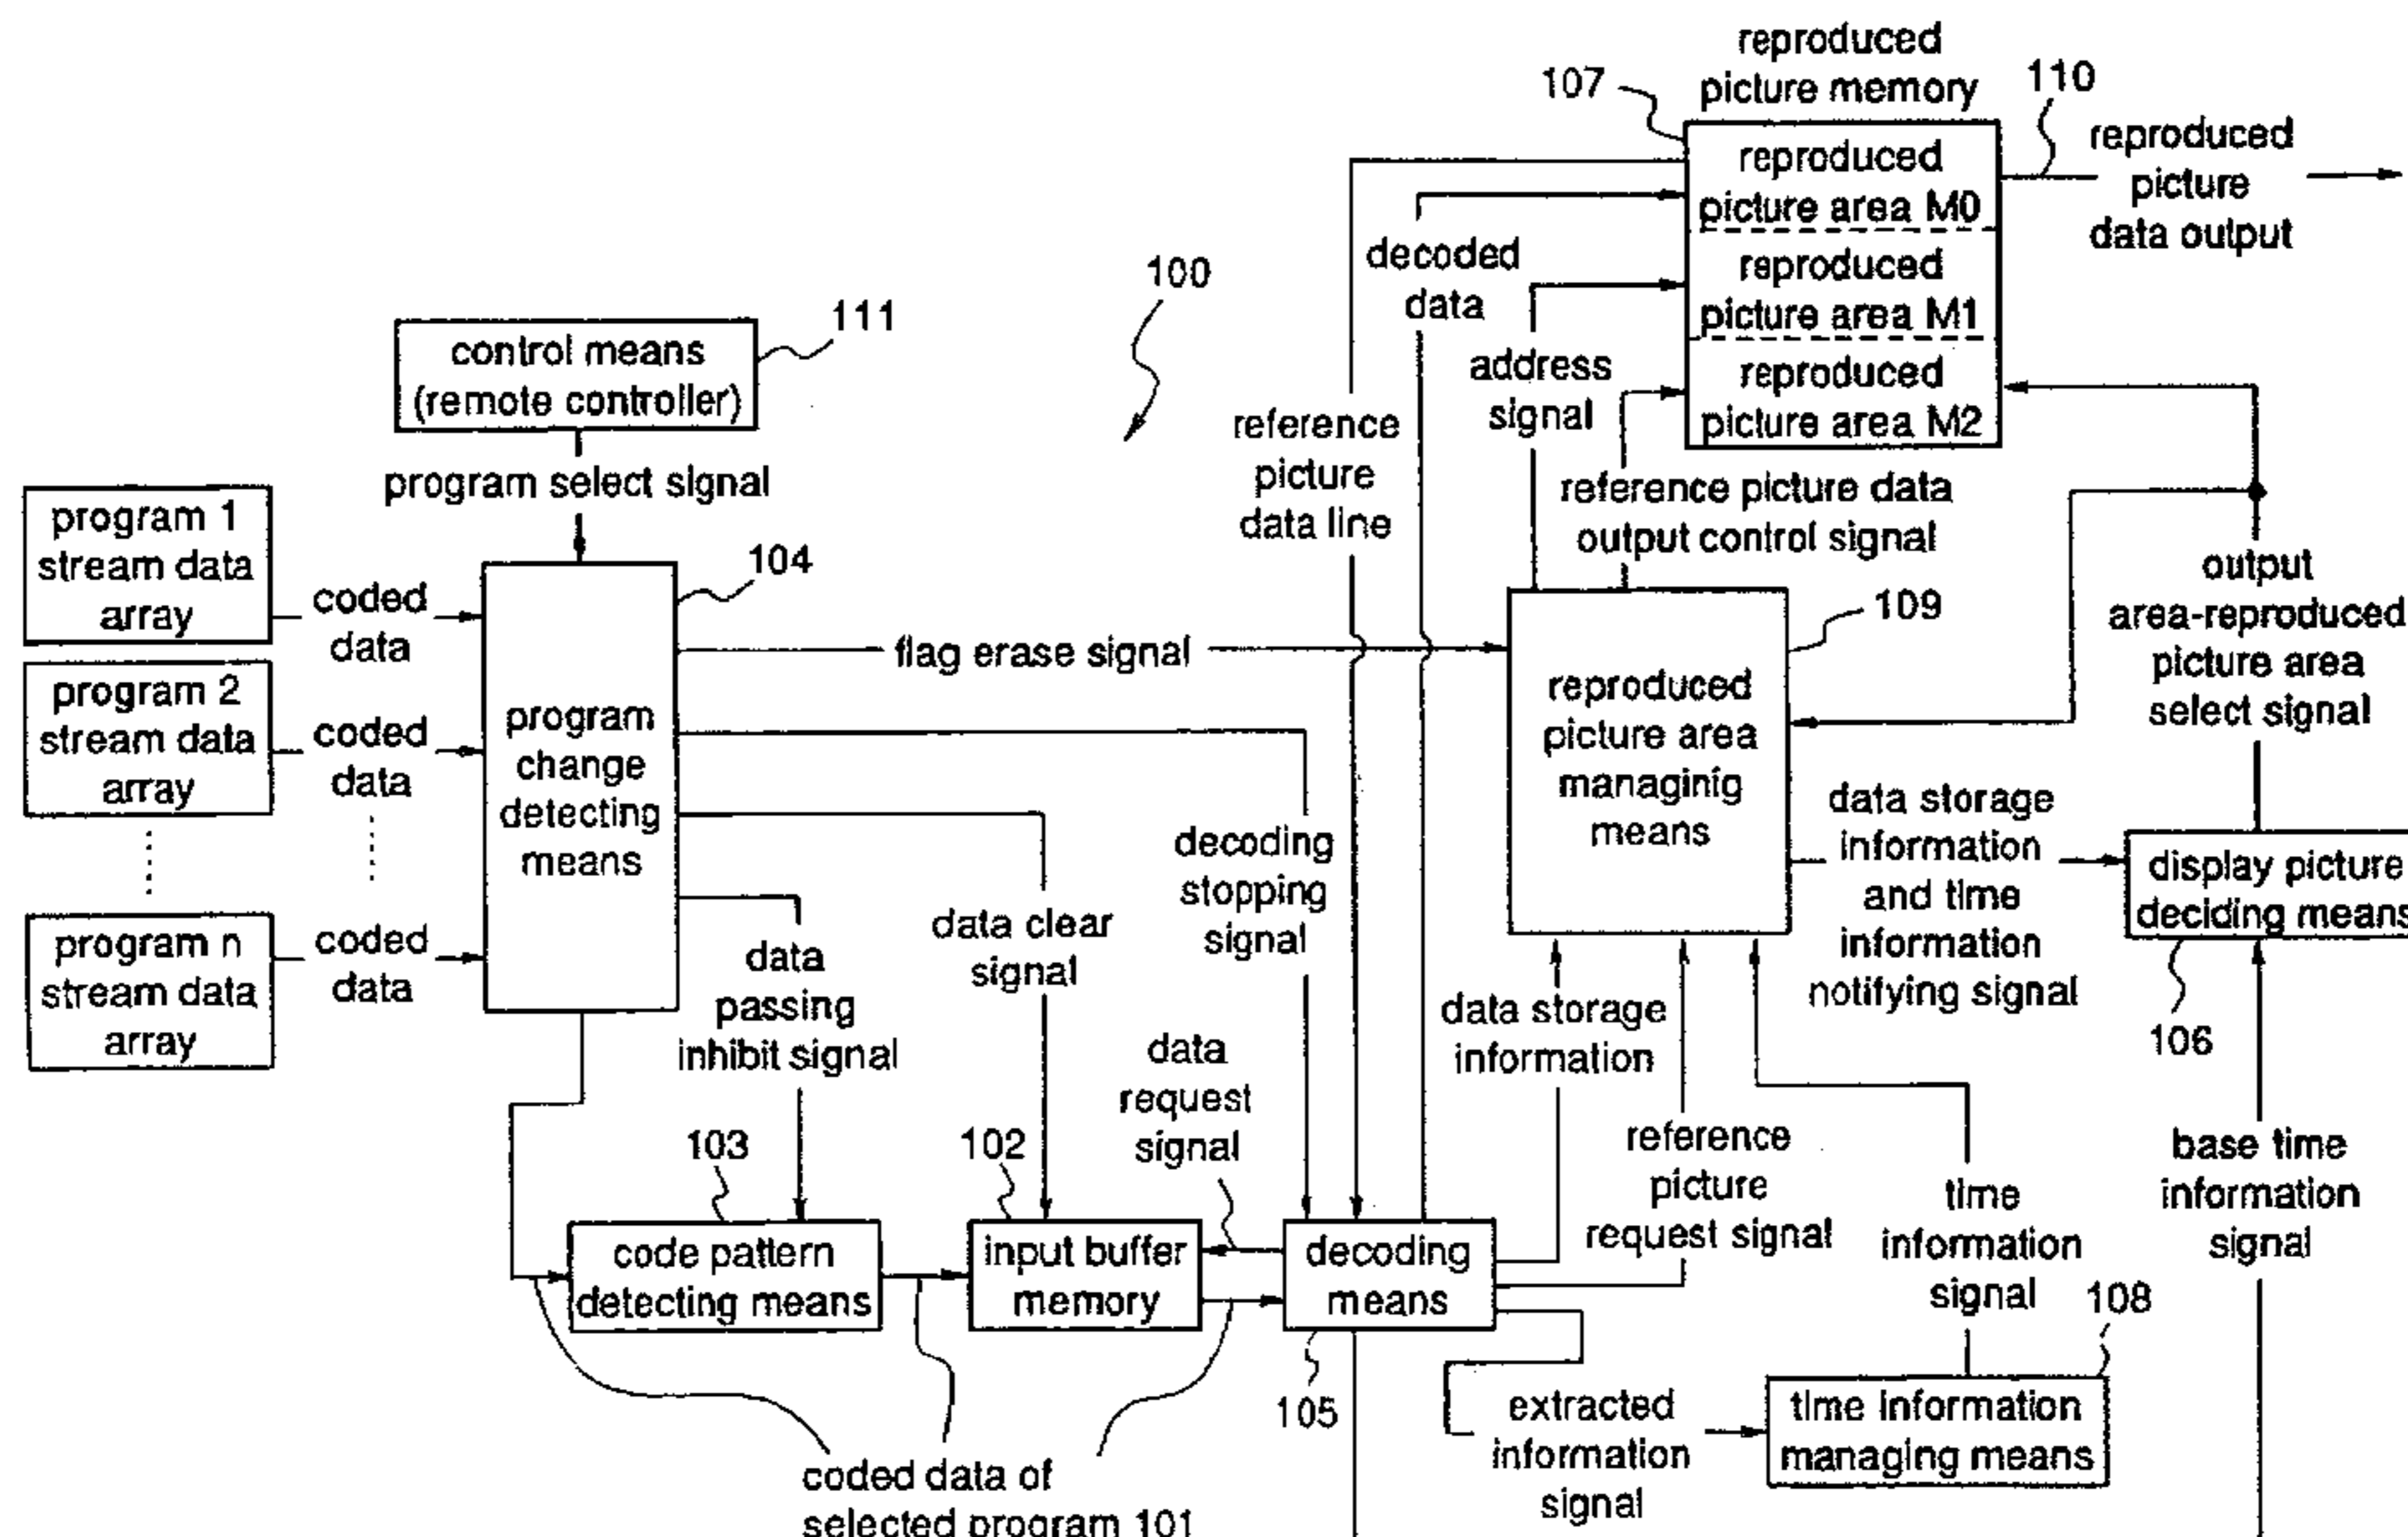 reproduced
picture memory
107
110
reproduced
picture area M0
reproduced
picture area M1
reproduced
picture area M2
reproduced
picture
data output
decoded
data
address
signal
reference
picture
data line
reference picture data
output control signal
100
control means
(remote controller)
111
program select signal
program 1
stream data
array
coded
data
program 2
stream data
array
coded
data
program n
stream data
array
coded
data
104
program
change
detecting
means
flag erase signal
decoding
stopping
signal
data clear
signal
data
passing
inhibit signal
109
reproduced
picture area
managing
means
output
area-reproduced
picture area
select signal
data storage
information
and time
information
notifying signal
display picture
deciding means
106
data storage
information
reference
picture
request signal
time
information
signal
base time
information
signal
data
request
signal
103
code pattern
detecting means
102
input buffer
memory
decoding
means
105
108
time information
managing means
extracted
information
signal
coded data of
selected program 101